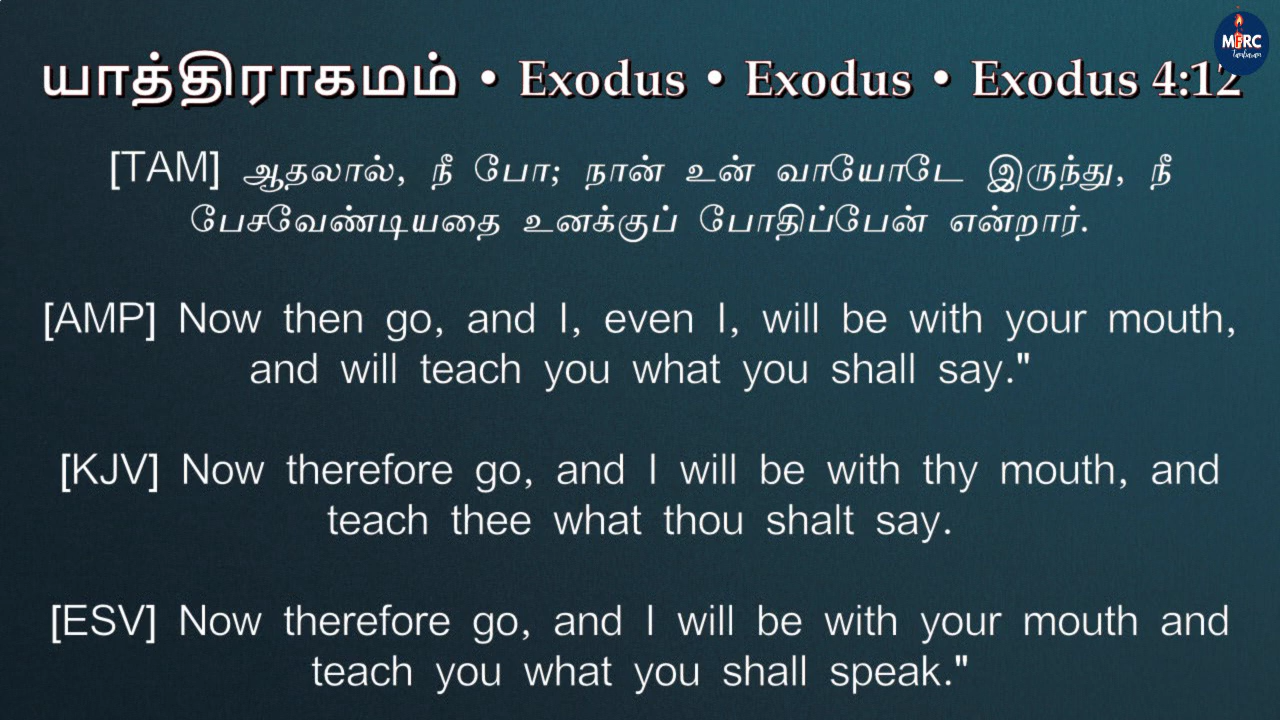 யாத்திராகமம் • Exodus • Exodus • Exodus 4:12
MFRC
Tambaram
[TAM] ஆதலால், நீ போ; நான் உன் வாயோடே இருந்து, நீ
பேசவேண்டியதை உனக்குப் போதிப்பேன் என்றார்.
[AMP] Now then go, and I, even I, will be with your mouth,
and will teach you what you shall say."
[KJV] Now therefore go, and I will be with thy mouth, and
teach thee what thou shalt say.
[ESV] Now therefore go, and I will be with your mouth and
teach you what you shall speak."